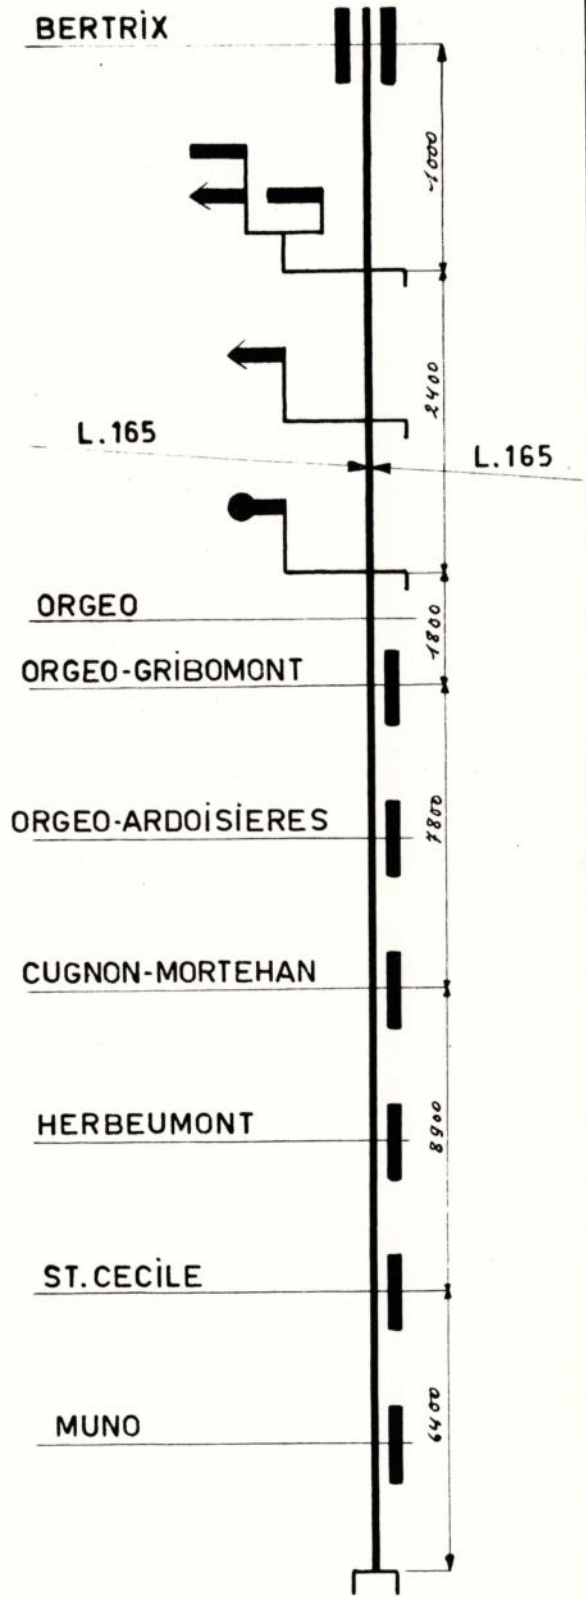 BERTRIX
1000
2400
L.165
L.165
ORGEO
1800
ORGEO-GRIBOMONT
7800
ORGEO-ARDOISIERES
CUGNON-MORTEHAN
8900
HERBEUMONT
ST. CECILE
6400
MUNO